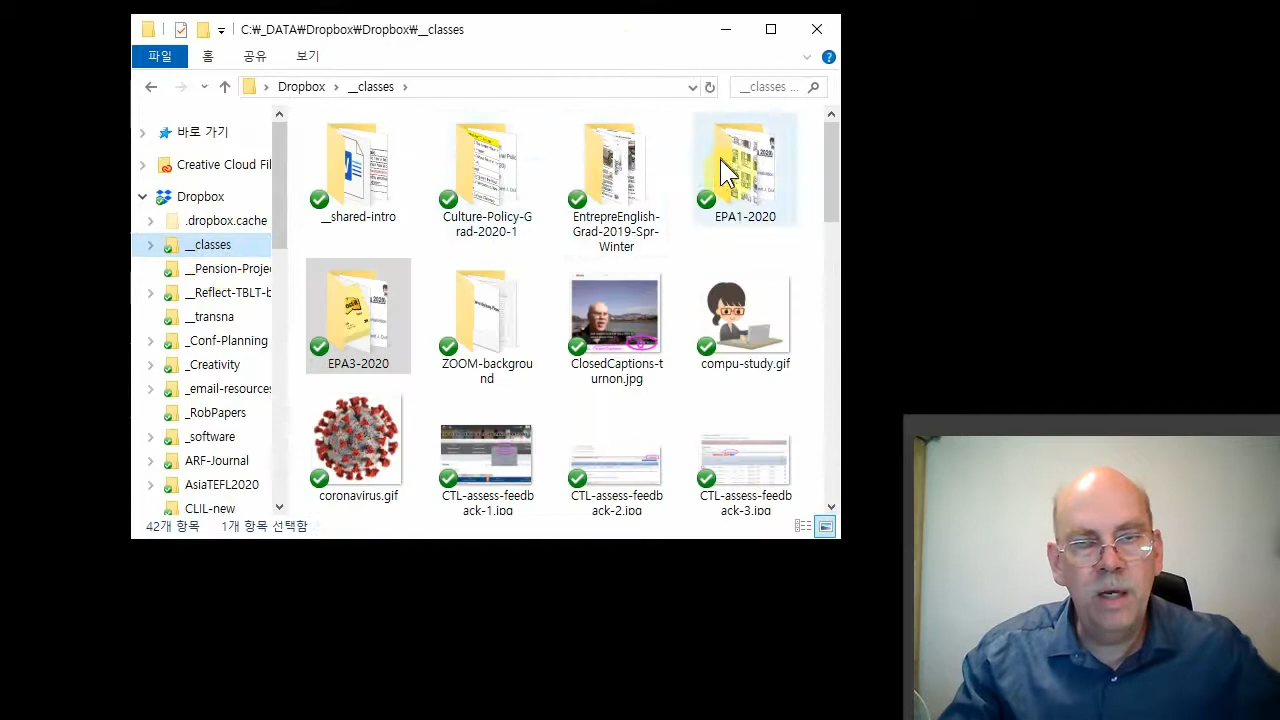 C:₩_DATA₩Dropbox₩Dropbox₩__classes
파일 홈 공유 보기
Dropbox __classes
__classes ...
바로 가기
Creative Cloud Fil
Dropbox
.dropbox.cache
__classes
__Pension-Proje
__Reflect-TBLT-b
__transna
_Conf-Planning
_Creativity
_email-resources
_RobPapers
_software
ARF-Journal
AsiaTEFL2020
CLIL-new
__shared-intro
Culture-Policy-G
rad-2020-1
EntrepreEnglish-
Grad-2019-Spr-
Winter
EPA1-2020
EPA3-2020
ZOOM-backgrou
nd
ClosedCaptions-t
urnon.jpg
compu-study.gif
coronavirus.gif
CTL-assess-feedb
ack-1.jpg
CTL-assess-feedb
ack-2.jpg
CTL-assess-feedb
ack-3.jpg
42개 항목 1개 항목 선택함